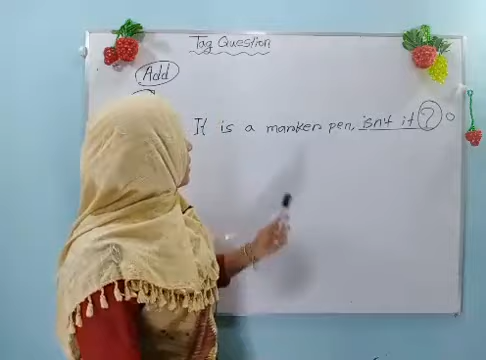 Tag Question
Add
It is a marker pen, isn't it ?